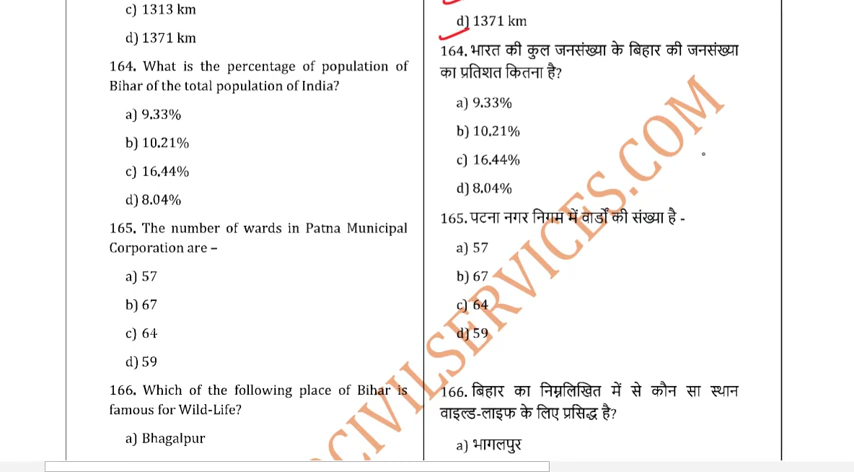 c) 1313 km
d) 1371 km
164. What is the percentage of population of
Bihar of the total population of India?
a) 9.33%
b) 10.21%
c) 16.44%
d) 8.04%
165. The number of wards in Patna Municipal
Corporation are –
a) 57
b) 67
c) 64
d) 59
166. Which of the following place of Bihar is
famous for Wild-Life?
a) Bhagalpur
d) 1371 km
164. भारत की कुल जनसंख्या के बिहार की जनसंख्या
का प्रतिशत कितना है?
a) 9.33%
b) 10.21%
c) 16.44%
d) 8.04%
165. पटना नगर निगम में वार्डों की संख्या है -
a) 57
b) 67
c) 64
d) 59
166. बिहार का निम्नलिखित में से कौन सा स्थान
वाइल्ड-लाइफ के लिए प्रसिद्ध है?
a) भागलपुर
CIVILSERVICES.COM